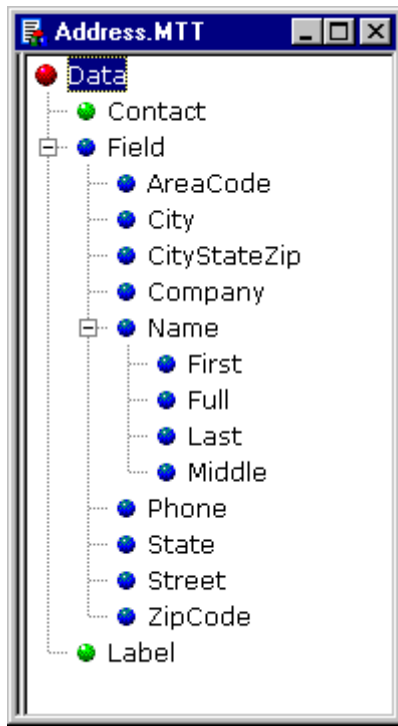 Address.MTT
Data
Contact
Field
AreaCode
City
CityStateZip
Company
Name
First
Full
Last
Middle
Phone
State
Street
ZipCode
Label